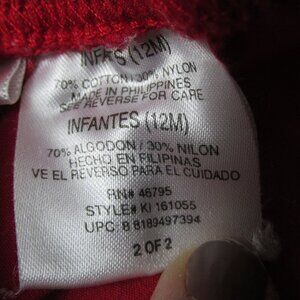 INFTS (12M)
70% COTTON / 30% NYLON
MADE IN PHILIPPINES
SEE REVERSE FOR CARE
INFANTES (12M)
70% ALGODON / 30% NILON
HECHO EN FILIPINAS
VE EL REVERSO PARA EL CUIDADO
RN# 46795
STYLE# KI 161055
UPC 8 8189497394
2 OF 2